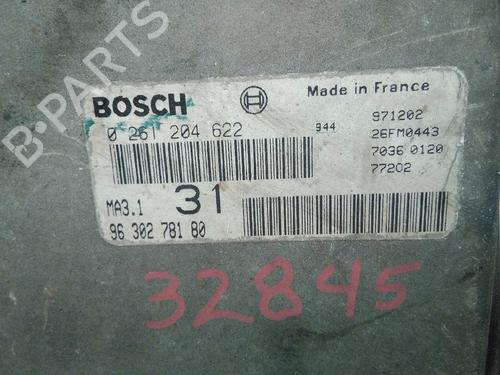 B-PARTS
BOSCH
Made in France
0 261 204 622
944
971202
26FM0443
7036 0120
77202
MA3.1
31
96 302 781 80
32845